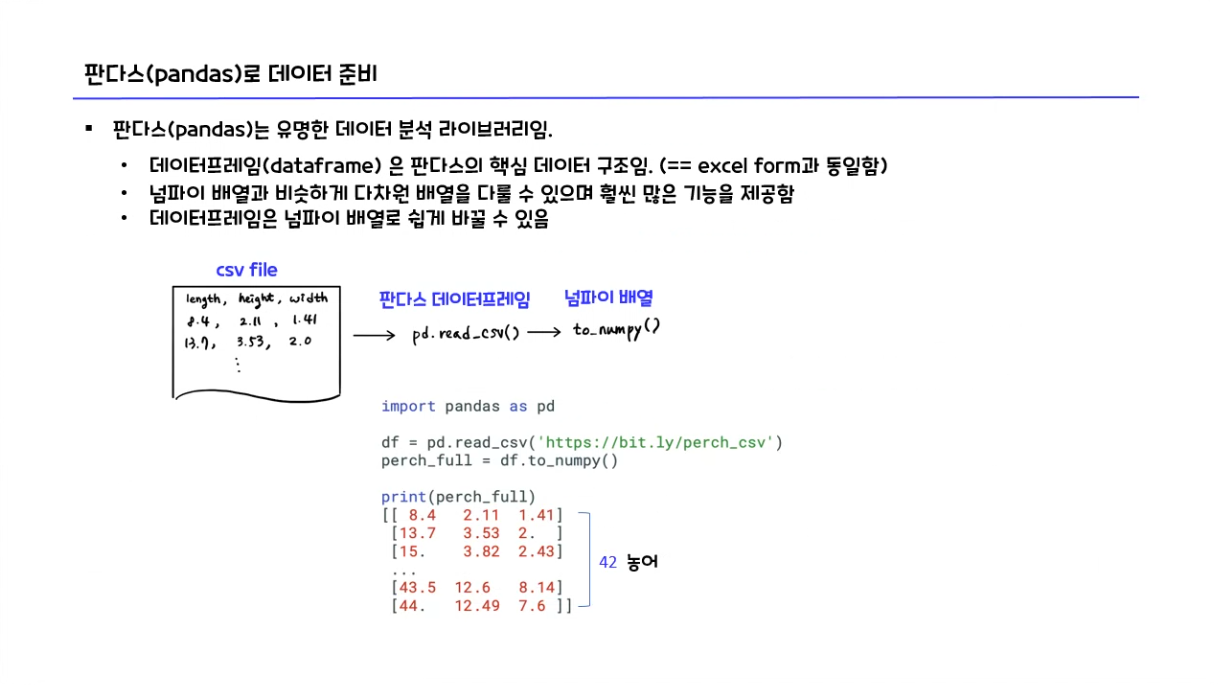 판다스(pandas)로 데이터 준비
▪ 판다스(pandas)는 유명한 데이터 분석 라이브러리임.
• 데이터프레임(dataframe) 은 판다스의 핵심 데이터 구조임. (== excel form과 동일함)
• 넘파이 배열과 비슷하게 다차원 배열을 다룰 수 있으며 훨씬 많은 기능을 제공함
• 데이터프레임은 넘파이 배열로 쉽게 바꿀 수 있음
csv file
length, height, width
8.4, 2.11, 1.41
13.7, 3.53, 2.0
⋮
판다스 데이터프레임
pd.read_csv()
넘파이 배열
to_numpy()
import pandas as pd
df = pd.read_csv('https://bit.ly/perch_csv')
perch_full = df.to_numpy()
print(perch_full)
[[ 8.4   2.11  1.41]
[13.7   3.53  2.  ]
[15.    3.82  2.43]
...
[43.5  12.6   8.14]
[44.   12.49  7.6 ]]
42 농어